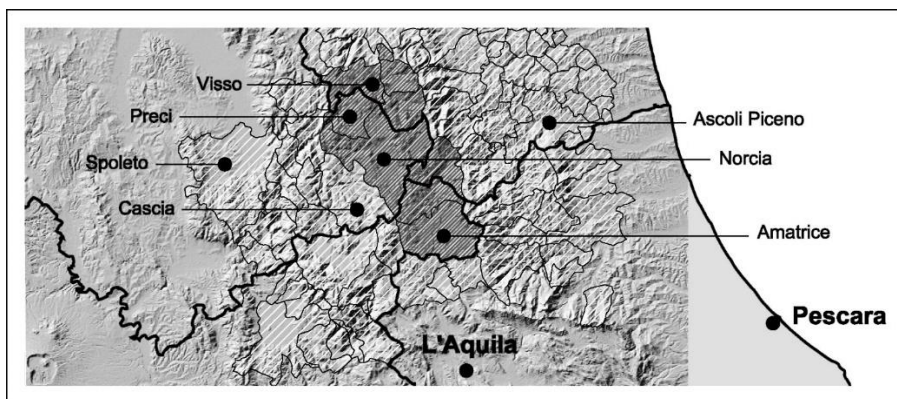 Visso
Preci
Ascoli Piceno
Spoleto
Norcia
Cascia
Amatrice
Pescara
L'Aquila